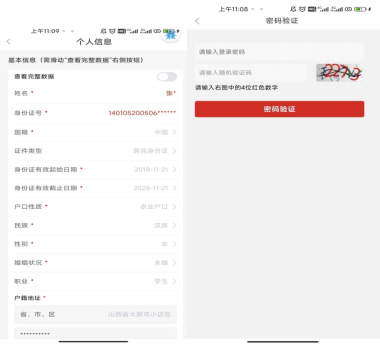 上午11:09
个人信息
基本信息（需滑动"查看完整数据"右侧按钮）
查看完整数据
姓名 * 张*
身份证号 * 140105200506******
国籍 * 中国
证件类型 居民身份证
身份证有效起始日期 * 2018-11-21
身份证有效截止日期 * 2028-11-21
户口性质 * 农业户口
民族 * 汉族
性别 * 女
婚姻状况 * 未婚
职业 * 学生
户籍地址 *
省、市、区 山西省太原市小店区
**********
上午11:08
密码验证
请输入登录密码
请输入随机验证码
请输入右图中的4位红色数字
密码验证